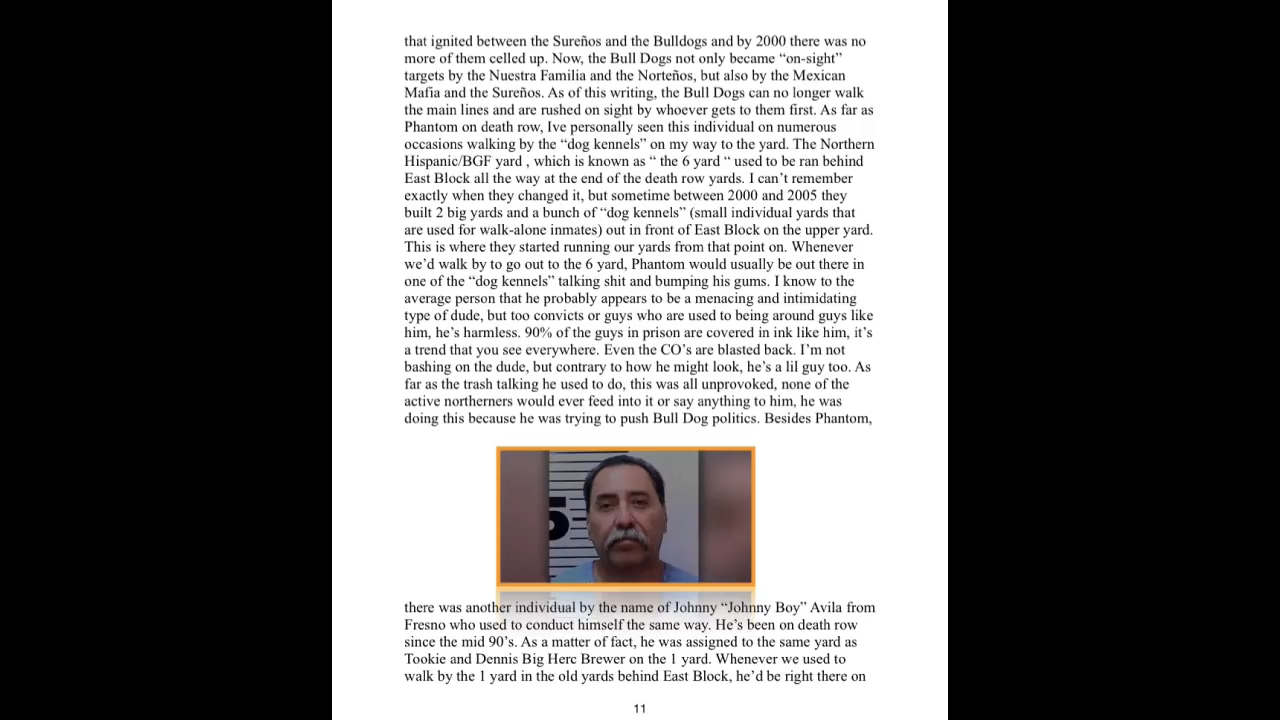 that ignited between the Sureños and the Bulldogs and by 2000 there was no
more of them celled up. Now, the Bull Dogs not only became “on-sight”
targets by the Nuestra Familia and the Norteños, but also by the Mexican
Mafia and the Sureños. As of this writing, the Bull Dogs can no longer walk
the main lines and are rushed on sight by whoever gets to them first. As far as
Phantom on death row, Ive personally seen this individual on numerous
occasions walking by the “dog kennels” on my way to the yard. The Northern
Hispanic/BGF yard , which is known as “ the 6 yard “ used to be ran behind
East Block all the way at the end of the death row yards. I can’t remember
exactly when they changed it, but sometime between 2000 and 2005 they
built 2 big yards and a bunch of “dog kennels” (small individual yards that
are used for walk-alone inmates) out in front of East Block on the upper yard.
This is where they started running our yards from that point on. Whenever
we’d walk by to go out to the 6 yard, Phantom would usually be out there in
one of the “dog kennels” talking shit and bumping his gums. I know to the
average person that he probably appears to be a menacing and intimidating
type of dude, but too convicts or guys who are used to being around guys like
him, he’s harmless. 90% of the guys in prison are covered in ink like him, it’s
a trend that you see everywhere. Even the CO’s are blasted back. I’m not
bashing on the dude, but contrary to how he might look, he’s a lil guy too. As
far as the trash talking he used to do, this was all unprovoked, none of the
active northerners would ever feed into it or say anything to him, he was
doing this because he was trying to push Bull Dog politics. Besides Phantom,
5
there was another individual by the name of Johnny “Johnny Boy” Avila from
Fresno who used to conduct himself the same way. He’s been on death row
since the mid 90’s. As a matter of fact, he was assigned to the same yard as
Tookie and Dennis Big Herc Brewer on the 1 yard. Whenever we used to
walk by the 1 yard in the old yards behind East Block, he’d be right there on
11